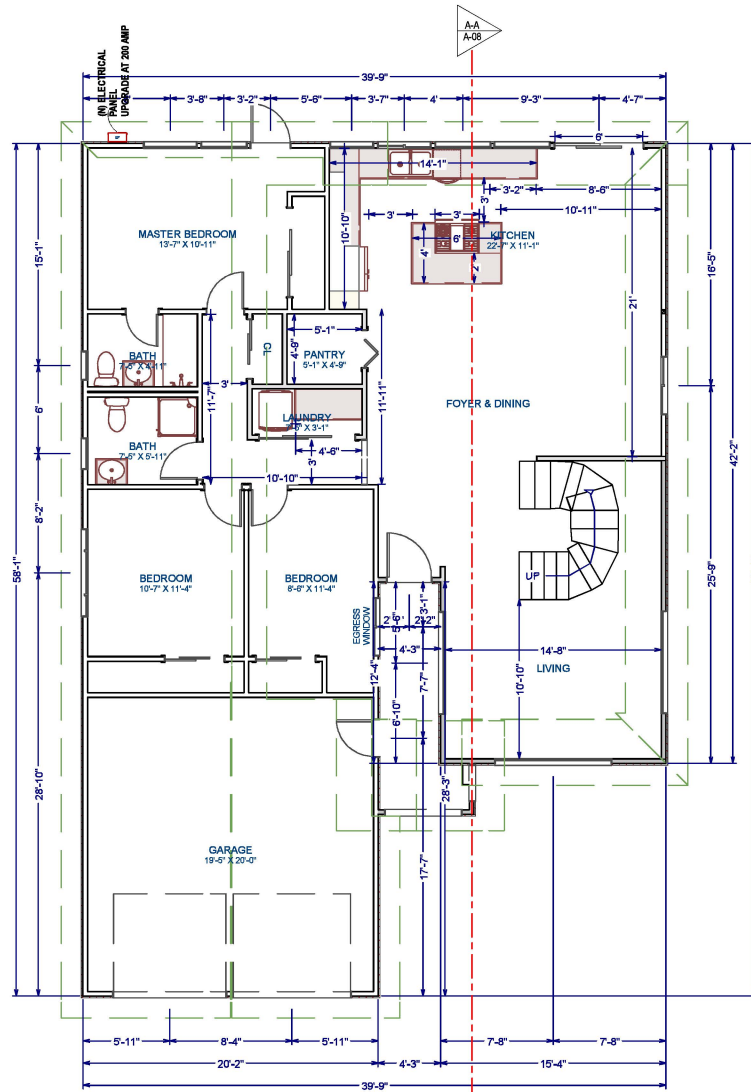 A-A
A-08
(N) ELECTRICAL
PANEL
UPGRADE AT 200 AMP
39'-9"
3'-8"
3'-2"
5'-6"
3'-7"
4'
9'-3"
4'-7"
6'
14'-1"
3'-2"
8'-6"
3'
10'-11"
3'
3'
10'-10"
MASTER BEDROOM
13'-7" X 10'-11"
KITCHEN
22'-7" X 11'-1"
6'
4'
2'
15'-1"
16'-5"
21'
5'-1"
CL
4'-9"
PANTRY
5'-1" X 4'-9"
BATH
7'-5" X 4'-11"
3'
11'-7"
11'-11"
FOYER & DINING
6'
LAUNDRY
BATH
7'-5" X 5'-11"
4'-6"
3'
10'-10"
42'-2"
8'-2"
58'-1"
BEDROOM
10'-7" X 11'-4"
BEDROOM
8'-6" X 11'-4"
UP
25'-9"
EGRESS
WINDOW
3'-1"
5'-6"
2'
2'-2"
4'-3"
14'-8"
LIVING
10'-10"
12'-4"
7'-7"
6'-10"
28'-10"
28'-3"
17'-7"
GARAGE
19'-5" X 20'-0"
5'-11"
8'-4"
5'-11"
7'-8"
7'-8"
20'-2"
4'-3"
15'-4"
39'-9"